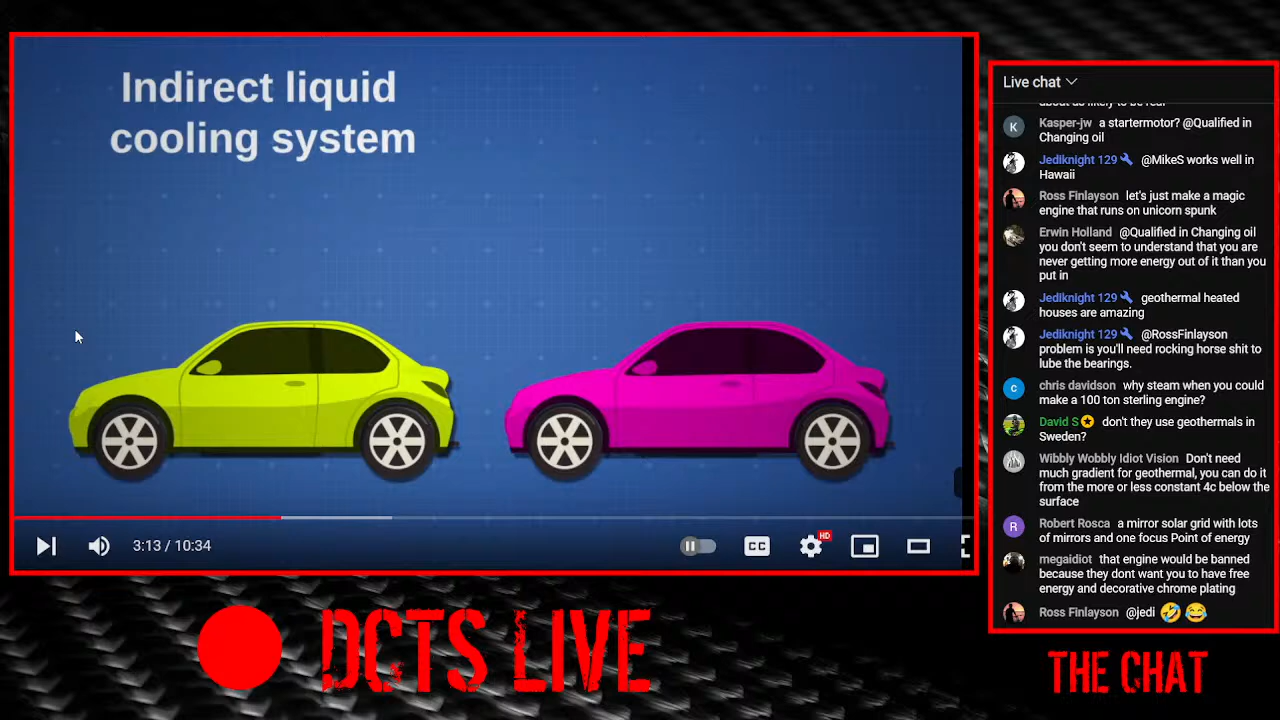 Indirect liquid
cooling system
3:13 / 10:34
CC
HD
DCTS LIVE
Live chat
about as likely to be real
K
Kasper-jw a startermotor? @Qualified in
Changing oil
Jediknight 129 @MikeS works well in
Hawaii
Ross Finlayson let's just make a magic
engine that runs on unicorn spunk
Erwin Holland @Qualified in Changing oil
you don't seem to understand that you are
never getting more energy out of it than you
put in
Jediknight 129 geothermal heated
houses are amazing
Jediknight 129 @RossFinlayson
problem is you'll need rocking horse shit to
lube the bearings.
c
chris davidson why steam when you could
make a 100 ton sterling engine?
David S don't they use geothermals in
Sweden?
Wibbly Wobbly Idiot Vision Don't need
much gradient for geothermal, you can do it
from the more or less constant 4c below the
surface
R
Robert Rosca a mirror solar grid with lots
of mirrors and one focus Point of energy
megaidiot that engine would be banned
because they dont want you to have free
energy and decorative chrome plating
Ross Finlayson @jedi 🤣 😂
THE CHAT